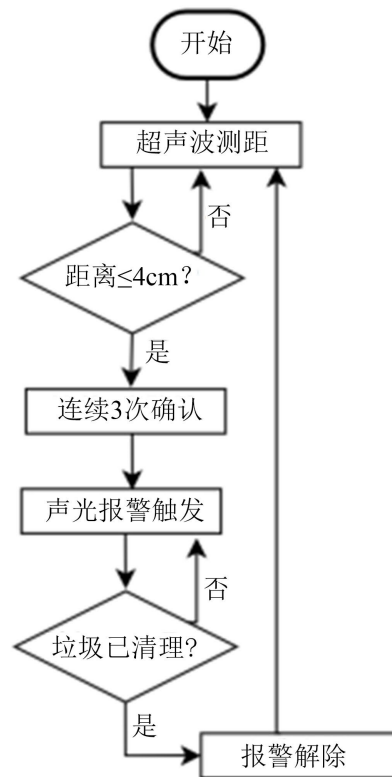 开始
超声波测距
否
距离≤4cm?
是
连续3次确认
声光报警触发
否
垃圾已清理?
是
报警解除